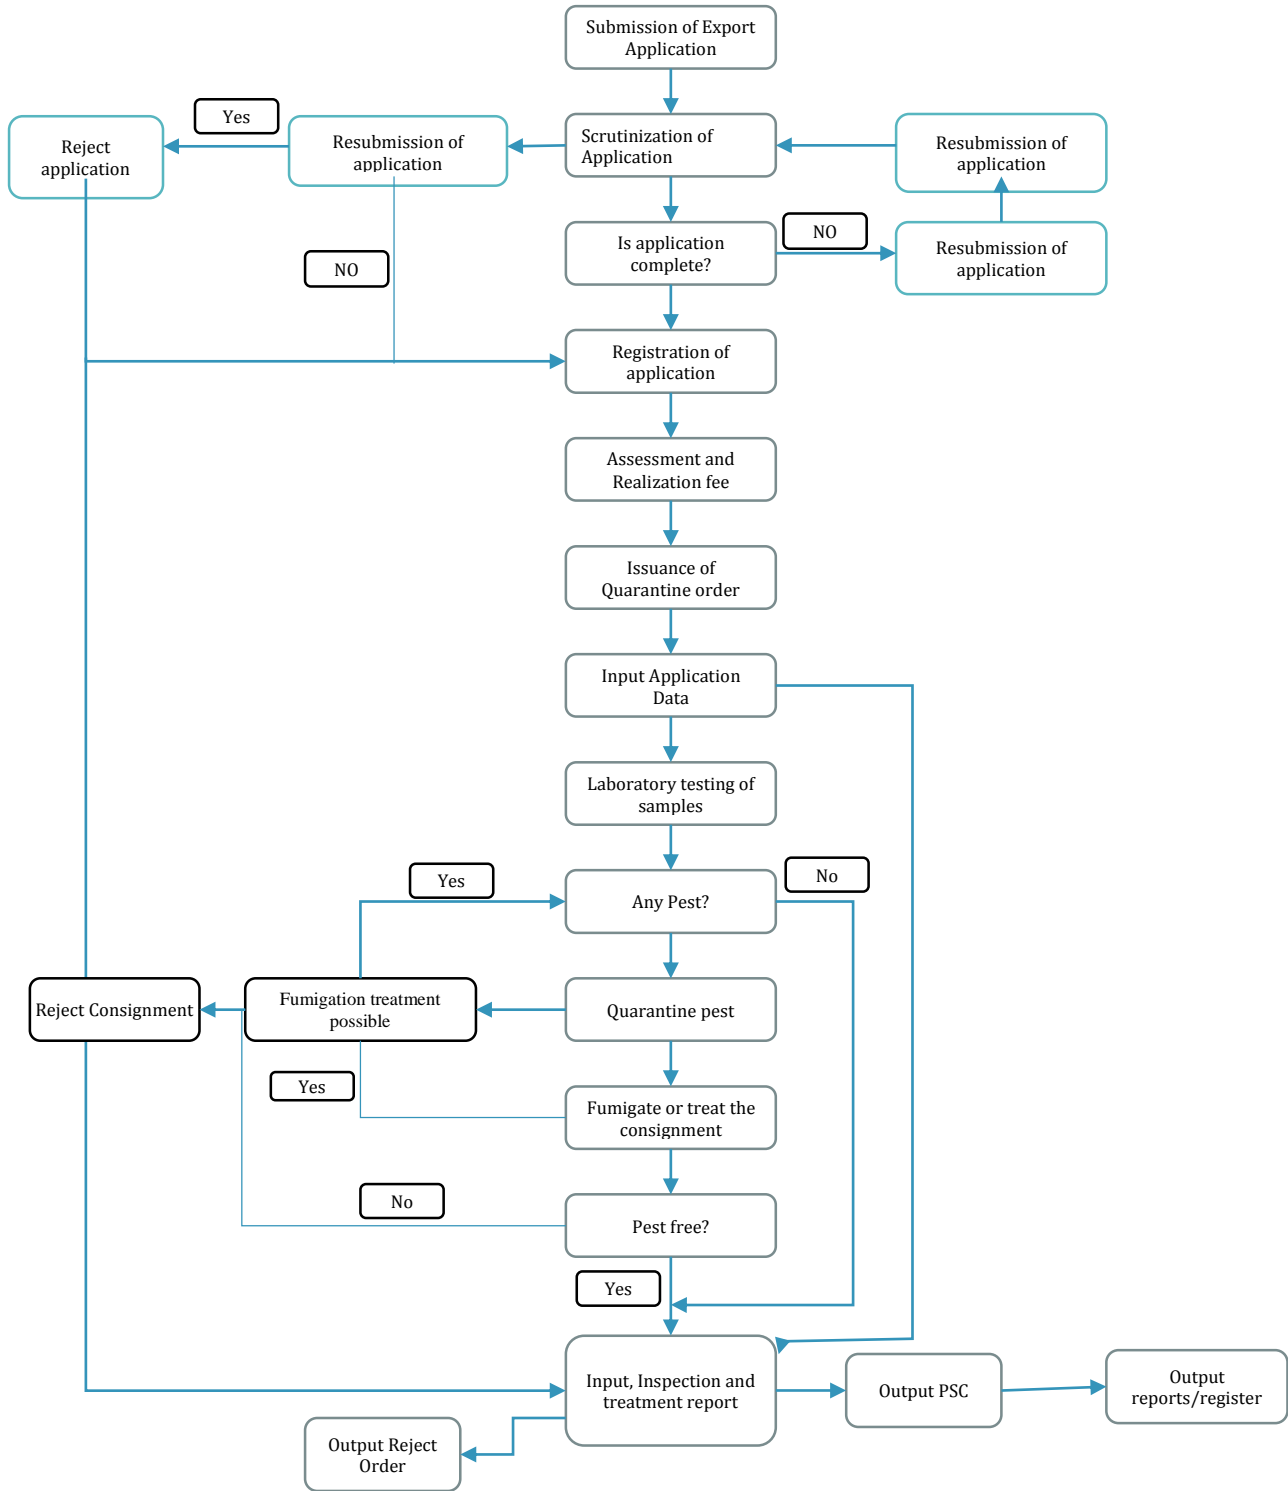 Submission of Export
Application
Yes
Reject
application
Resubmission of
application
Scrutinization of
Application
Resubmission of
application
NO
Is application
complete?
NO
Resubmission of
application
Registration of
application
Assessment and
Realization fee
Issuance of
Quarantine order
Input Application
Data
Laboratory testing of
samples
Yes
Any Pest?
No
Reject Consignment
Fumigation treatment
possible
Quarantine pest
Yes
Fumigate or treat the
consignment
No
Pest free?
Yes
Input, Inspection and
treatment report
Output PSC
Output
reports/register
Output Reject
Order